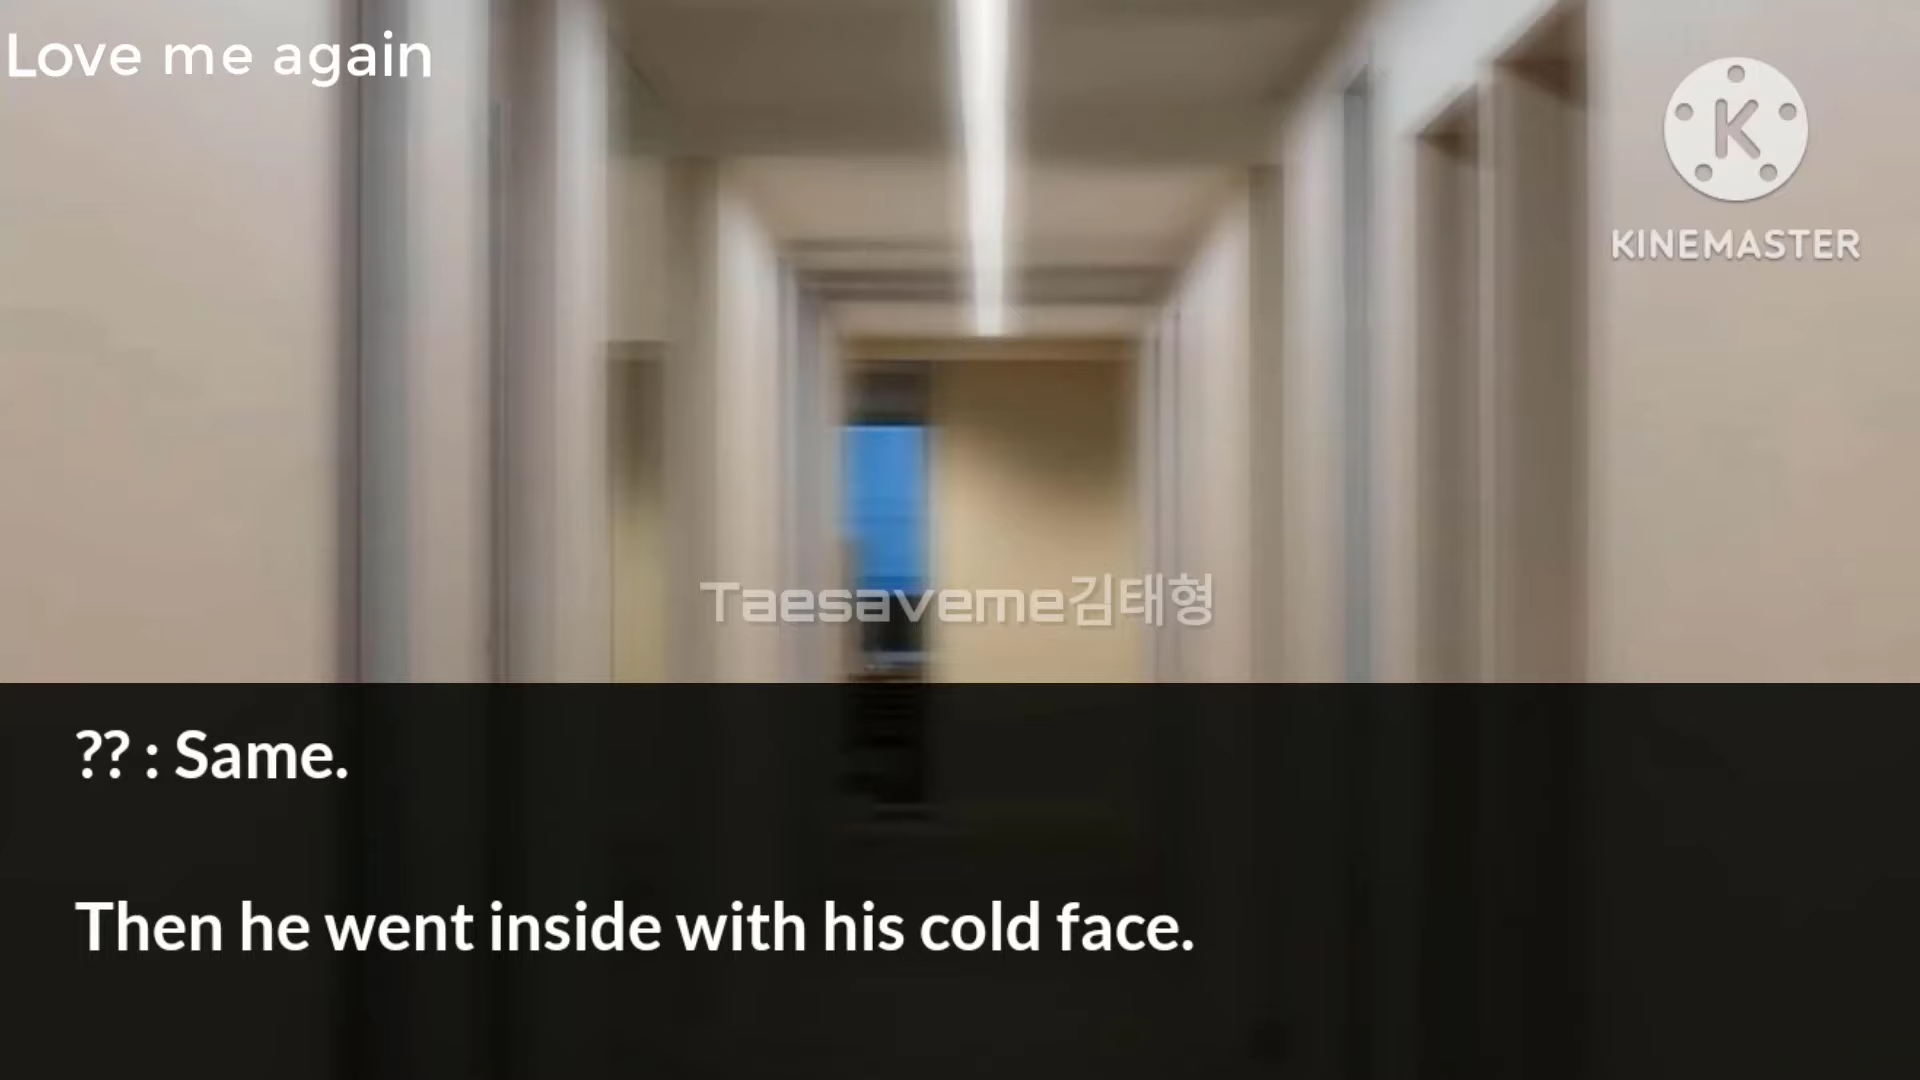 Love me again
KINEMASTER
Taesaveme김태형
?? : Same.
Then he went inside with his cold face.